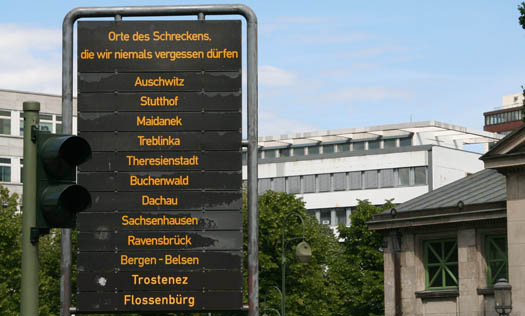 Orte des Schreckens,
die wir niemals vergessen dürfen
Auschwitz
Stutthof
Maidanek
Treblinka
Theresienstadt
Buchenwald
Dachau
Sachsenhausen
Ravensbrück
Bergen-Belsen
Trostenez
Flossenbürg